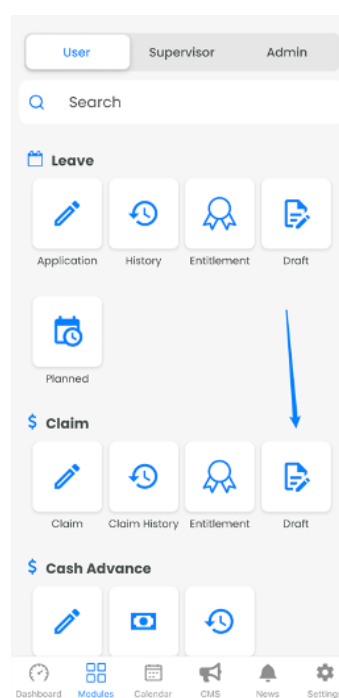 User Supervisor Admin
Search
Leave
Application History Entitlement Draft
Planned
$ Claim
Claim Claim History Entitlement Draft
$ Cash Advance
Dashboard Modules Calendar CMS News Setting